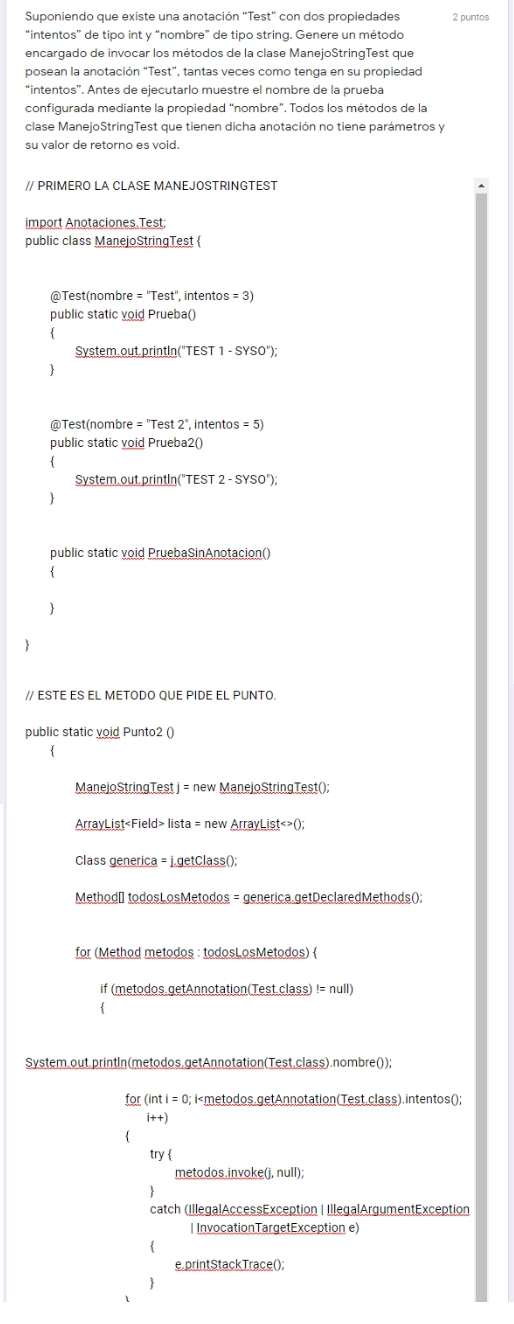 Suponiendo que existe una anotación “Test” con dos propiedades
2 puntos
“intentos” de tipo int y “nombre” de tipo string. Genere un método
encargado de invocar los métodos de la clase ManejoStringTest que
posean la anotación “Test”, tantas veces como tenga en su propiedad
“intentos”. Antes de ejecutarlo muestre el nombre de la prueba
configurada mediante la propiedad “nombre”. Todos los métodos de la
clase ManejoStringTest que tienen dicha anotación no tiene parámetros y
su valor de retorno es void.
// PRIMERO LA CLASE MANEJOSTRINGTEST
import Anotaciones.Test;
public class ManejoStringTest {
@Test(nombre = "Test", intentos = 3)
public static void Prueba()
{
System.out.println("TEST 1 - SYSO");
}
@Test(nombre = "Test 2", intentos = 5)
public static void Prueba2()
{
System.out.println("TEST 2 - SYSO");
}
public static void PruebaSinAnotacion()
{
}
}
// ESTE ES EL METODO QUE PIDE EL PUNTO.
public static void Punto2 ()
{
ManejoStringTest j = new ManejoStringTest();
ArrayList<Field> lista = new ArrayList<>();
Class generica = j.getClass();
Method[] todosLosMetodos = generica.getDeclaredMethods();
for (Method metodos : todosLosMetodos) {
if (metodos.getAnnotation(Test.class) != null)
{
System.out.println(metodos.getAnnotation(Test.class).nombre());
for (int i = 0; i<metodos.getAnnotation(Test.class).intentos();
i++)
{
try {
metodos.invoke(j, null);
}
catch (IllegalAccessException | IllegalArgumentException
| InvocationTargetException e)
{
e.printStackTrace();
}
}